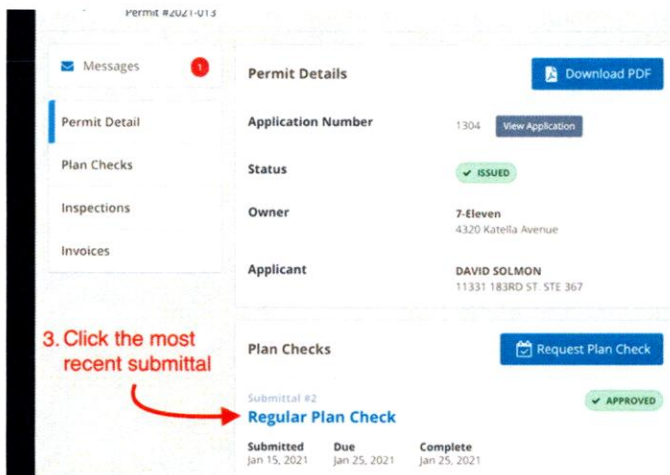 Permit #2021-013
Messages 1
Permit Detail
Plan Checks
Inspections
Invoices
Permit Details
Download PDF
Application Number
1304 View Application
Status
ISSUED
Owner
7-Eleven
4320 Katella Avenue
Applicant
DAVID SOLMON
11331 183RD ST. STE 367
3. Click the most
recent submittal
Plan Checks
Request Plan Check
Submittal #2
APPROVED
Regular Plan Check
Submitted Due Complete
Jan 15, 2021 Jan 25, 2021 Jan 25, 2021